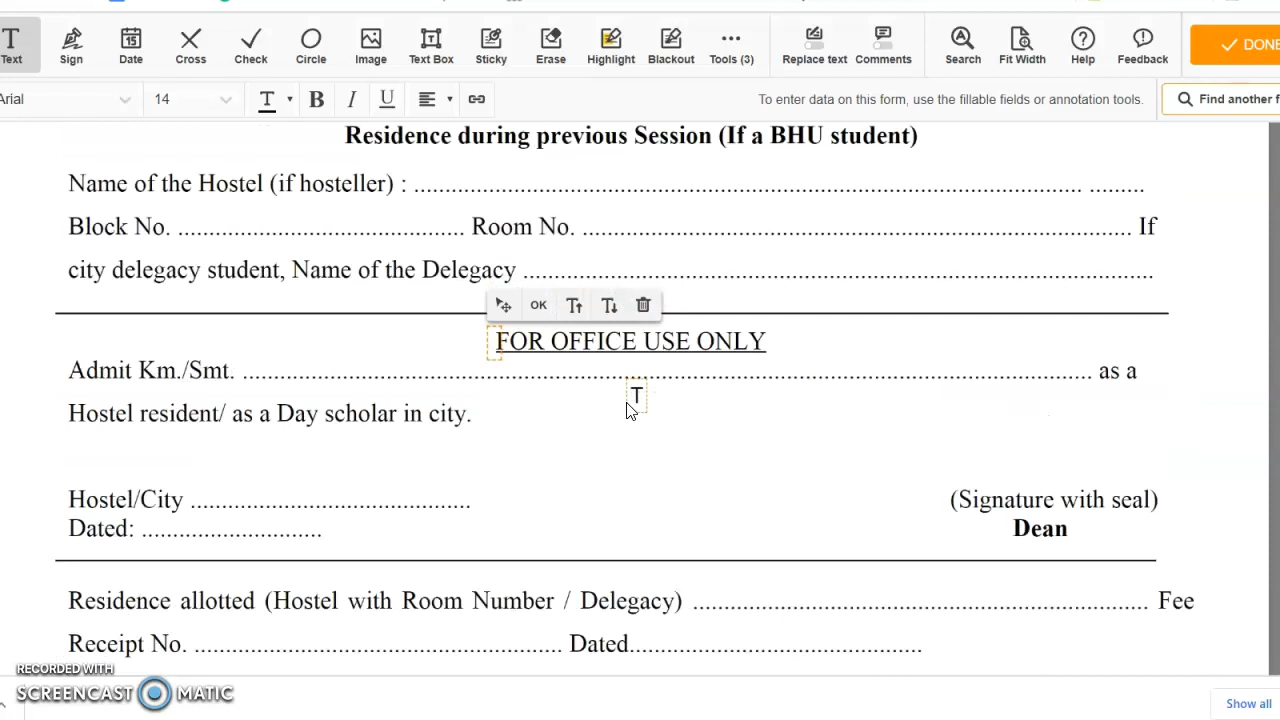 Text Sign Date Cross Check Circle Image Text Box Sticky Erase Highlight Blackout Tools (3) Replace text Comments Search Fit Width Help Feedback DONE
Arial 14 T B I U To enter data on this form, use the fillable fields or annotation tools. Find another f
Residence during previous Session (If a BHU student)
Name of the Hostel (if hosteller) : ........................................................................................................... .........
Block No. .............................................. Room No. ........................................................................................ If
city delegacy student, Name of the Delegacy .....................................................................................................
OK
FOR OFFICE USE ONLY
Admit Km./Smt. ........................................................................................................................................ as a
T
Hostel resident/ as a Day scholar in city.
Hostel/City ............................................. (Signature with seal)
Dated: ............................. Dean
Residence allotted (Hostel with Room Number / Delegacy) ......................................................................... Fee
Receipt No. ........................................................... Dated...............................................
RECORDED WITH
SCREENCAST MATIC
Show all